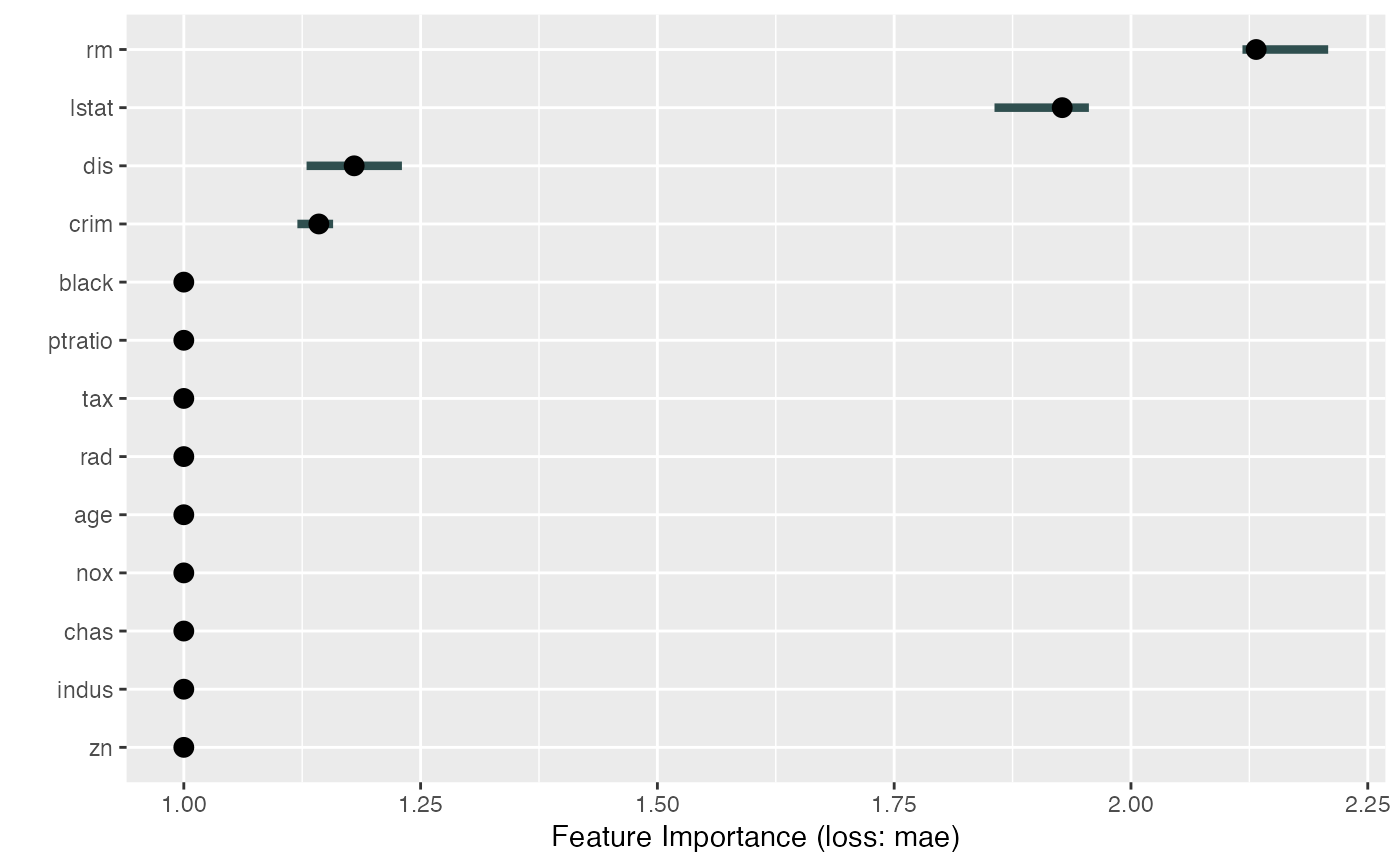 rm
lstat
dis
crim
black
ptratio
tax
rad
age
nox
chas
indus
zn
1.00 1.25 1.50 1.75 2.00 2.25
Feature Importance (loss: mae)